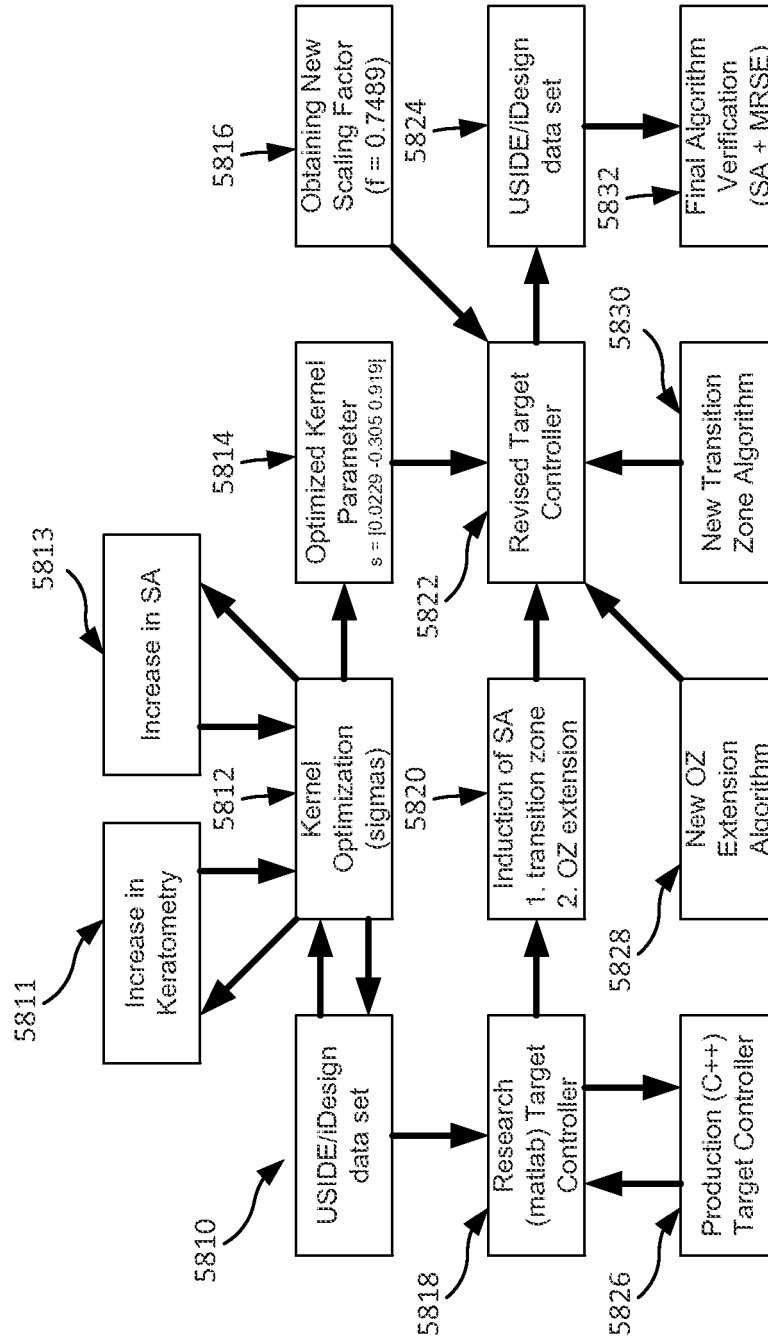 5811
Increase in
Keratometry
5813
Increase in SA
5810
USIDE/iDesign
data set
5812
Kernel
Optimization
(sigmas)
5814
Optimized Kernel
Parameter
s = [0.0229 -0.305 0.919]
5816
Obtaining New
Scaling Factor
(f = 0.7489)
5818
Research
(matlab) Target
Controller
5820
Induction of SA
1. transition zone
2. OZ extension
5822
Revised Target
Controller
5824
USIDE/iDesign
data set
5826
Production (C++)
Target Controller
5828
New OZ
Extension
Algorithm
5830
New Transition
Zone Algorithm
5832
Final Algorithm
Verification
(SA + MRSE)